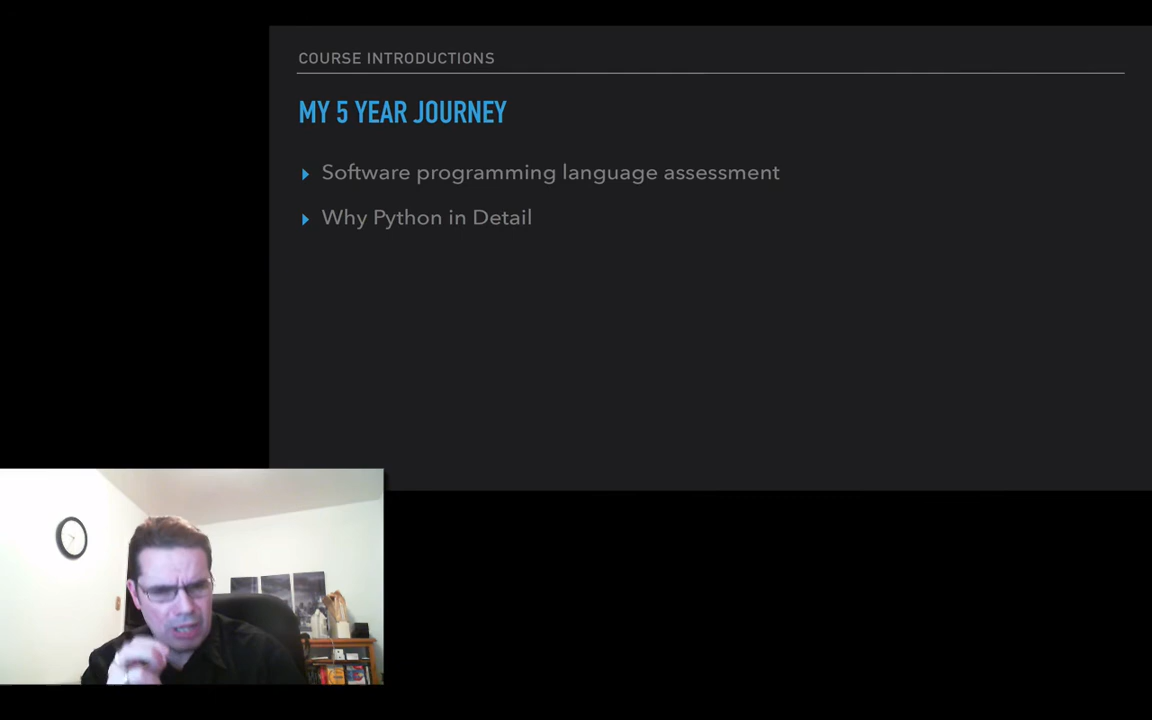 COURSE INTRODUCTIONS
MY 5 YEAR JOURNEY
Software programming language assessment
Why Python in Detail